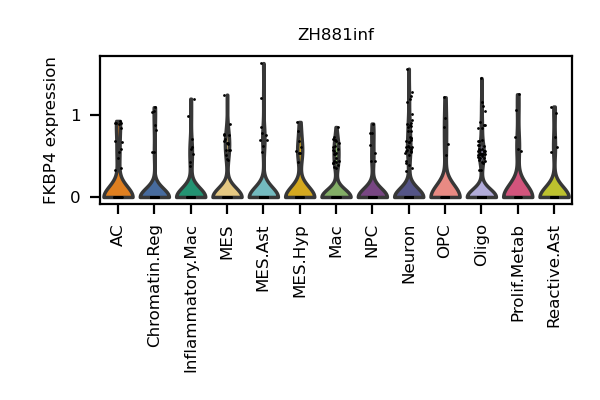 ZH881inf
FKBP4 expression
1
0
AC
Chromatin.Reg
Inflammatory.Mac
MES
MES.Ast
MES.Hyp
Mac
NPC
Neuron
OPC
Oligo
Prolif.Metab
Reactive.Ast